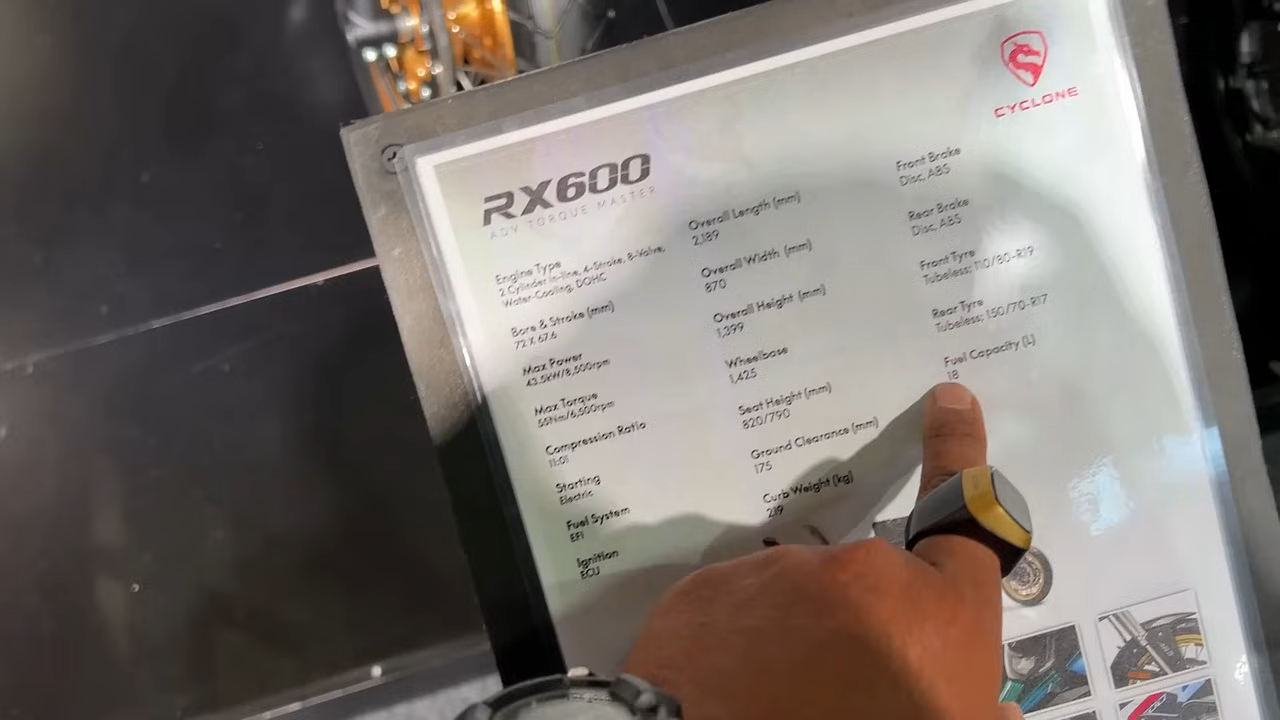 CYCLONE
RX600
ADV TORQUE MASTER
Engine Type
2 Cylinder in-line, 4-Stroke, 8-Valve,
Water-Cooling, DOHC
Bore & Stroke (mm)
72 X 67.6
Max Power
43.5kW/8,500rpm
Max Torque
55Nm/6,500rpm
Compression Ratio
11:01
Starting
Electric
Fuel System
EFI
Ignition
ECU
Overall Length (mm)
2,189
Overall Width (mm)
870
Overall Height (mm)
1,399
Wheelbase
1,425
Seat Height (mm)
820/790
Ground Clearance (mm)
175
Curb Weight (kg)
219
Front Brake
Disc, ABS
Rear Brake
Disc, ABS
Front Tyre
Tubeless; 110/80-R19
Rear Tyre
Tubeless; 150/70-R17
Fuel Capacity (L)
18